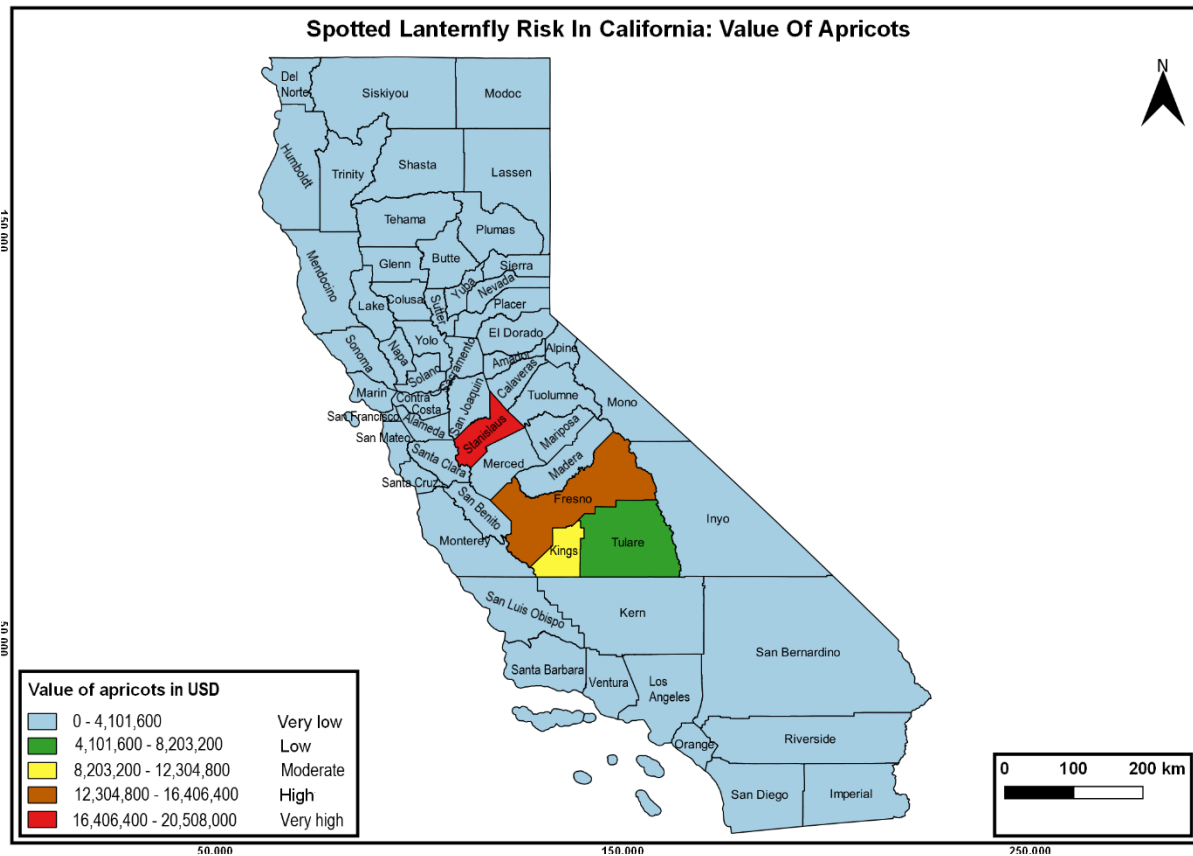 Spotted Lanternfly Risk In California: Value Of Apricots
N
Del
Norte
Siskiyou
Modoc
Humboldt
Trinity
Shasta
Lassen
Tehama
Plumas
Mendocino
Glenn
Butte
Sierra
Yuba
Nevada
Lake
Colusa
Sutter
Placer
Yolo
El Dorado
Sonoma
Napa
Sacramento
Amador
Alpine
Solano
Calaveras
Marin
Contra
Costa
San Joaquin
Tuolumne
Mono
San Francisco
Alameda
Stanislaus
Mariposa
San Mateo
Santa Clara
Merced
Madera
Santa Cruz
San Benito
Fresno
Inyo
Monterey
Kings
Tulare
San Luis Obispo
Kern
San Bernardino
Santa Barbara
Ventura
Los
Angeles
Orange
Riverside
San Diego
Imperial
Value of apricots in USD
0 - 4,101,600 Very low
4,101,600 - 8,203,200 Low
8,203,200 - 12,304,800 Moderate
12,304,800 - 16,406,400 High
16,406,400 - 20,508,000 Very high
0 100 200 km
150,000
50,000
50,000 150,000 250,000